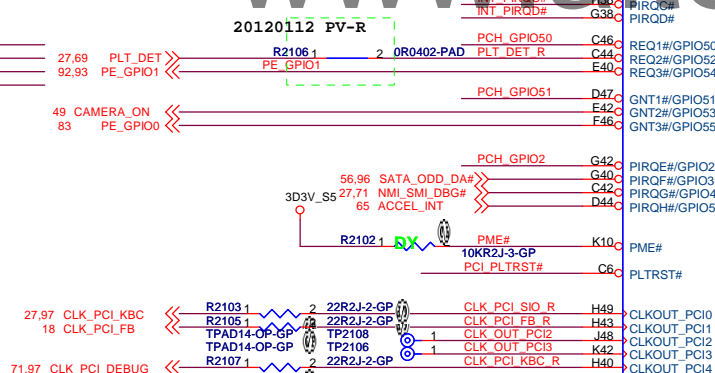 PIRQC#
INT_PIRQD# G38 PIRQD#
20120112 PV-R
PCH_GPIO50 C46 REQ1#/GPIO50
27,69 PLT_DET R2106 1 2 0R0402-PAD PLT_DET_R C44 REQ2#/GPIO52
92,93 PE_GPIO1 PE_GPIO1 E40 REQ3#/GPIO54
PCH_GPIO51 D47 GNT1#/GPIO51
49 CAMERA_ON E42 GNT2#/GPIO53
83 PE_GPIO0 F46 GNT3#/GPIO55
PCH_GPIO2 G42 PIRQE#/GPIO2
56,96 SATA_ODD_DA# G40 PIRQF#/GPIO3
27,71 NMI_SMI_DBG# C42 PIRQG#/GPIO4
65 ACCEL_INT D44 PIRQH#/GPIO5
3D3V_S5
R2102 1 DY PME# K10 PME#
10KR2J-3-GP
PCI_PLTRST# C6 PLTRST#
27,97 CLK_PCI_KBC R2103 1 2 22R2J-2-GP CLK_PCI_SIO_R H49 CLKOUT_PCI0
18 CLK_PCI_FB R2105 1 22R2J-2-GP CLK_PCI_FB_R H43 CLKOUT_PCI1
TPAD14-OP-GP TP2108 1 CLK_OUT_PCI2 J48 CLKOUT_PCI2
TPAD14-OP-GP TP2106 1 CLK_OUT_PCI3 K42 CLKOUT_PCI3
71,97 CLK_PCI_DEBUG R2107 1 2 22R2J-2-GP CLK_PCI_KBC_R H40 CLKOUT_PCI4